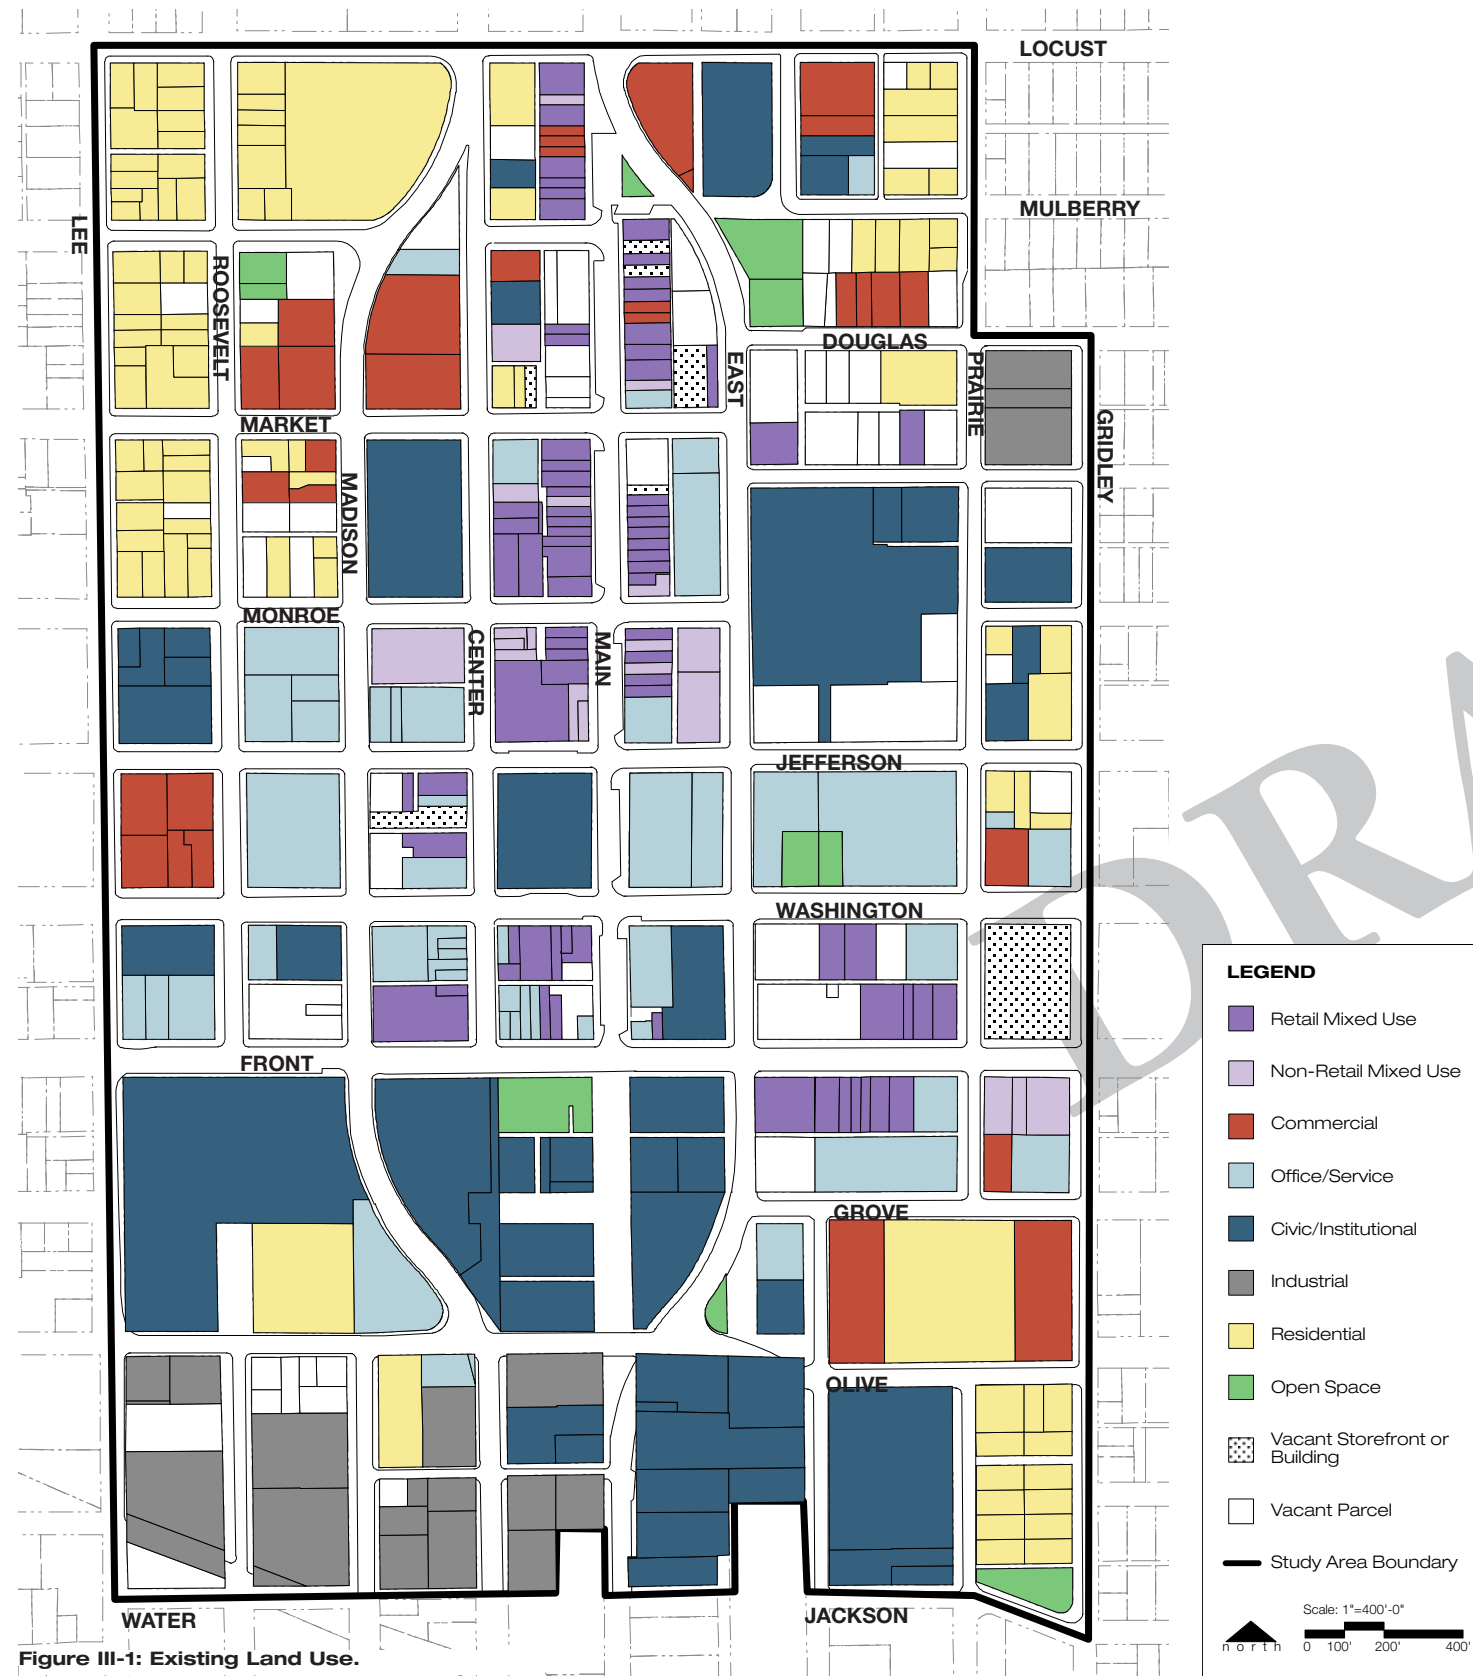 LOCUST
MULBERRY
LEE
ROOSEVELT
DOUGLAS
EAST
PRAIRIE
GRIDLEY
MARKET
MADISON
MONROE
CENTER
MAIN
JEFFERSON
WASHINGTON
FRONT
GROVE
OLIVE
WATER
JACKSON
DRA
LEGEND
Retail Mixed Use
Non-Retail Mixed Use
Commercial
Office/Service
Civic/Institutional
Industrial
Residential
Open Space
Vacant Storefront or
Building
Vacant Parcel
Study Area Boundary
Scale: 1"=400'-0"
north
0 100' 200' 400'
Figure III-1: Existing Land Use.